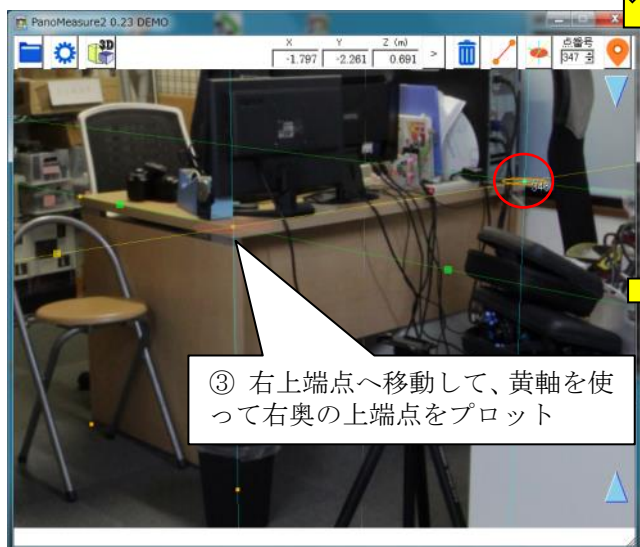 PanoMeasure2 0.23 DEMO
3D
X Y Z (m)
-1.797 -2.261 0.691 >
点番号
347
346
③ 右上端点へ移動して、黄軸を使
って右奥の上端点をプロット